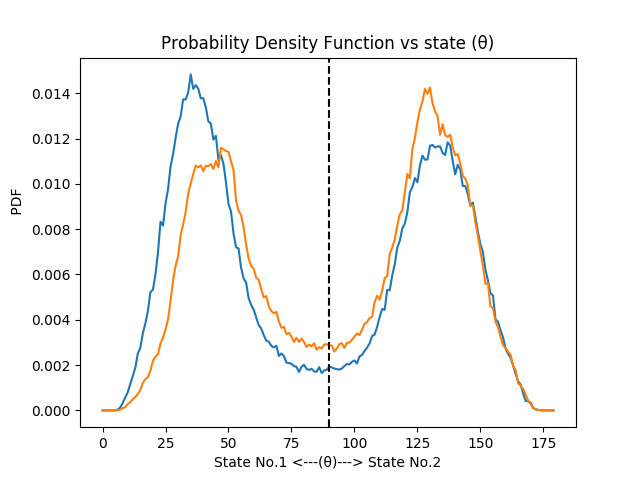 Probability Density Function vs state (θ)
PDF
0.014
0.012
0.010
0.008
0.006
0.004
0.002
0.000
0 25 50 75 100 125 150 175
State No.1 <---(θ)---> State No.2